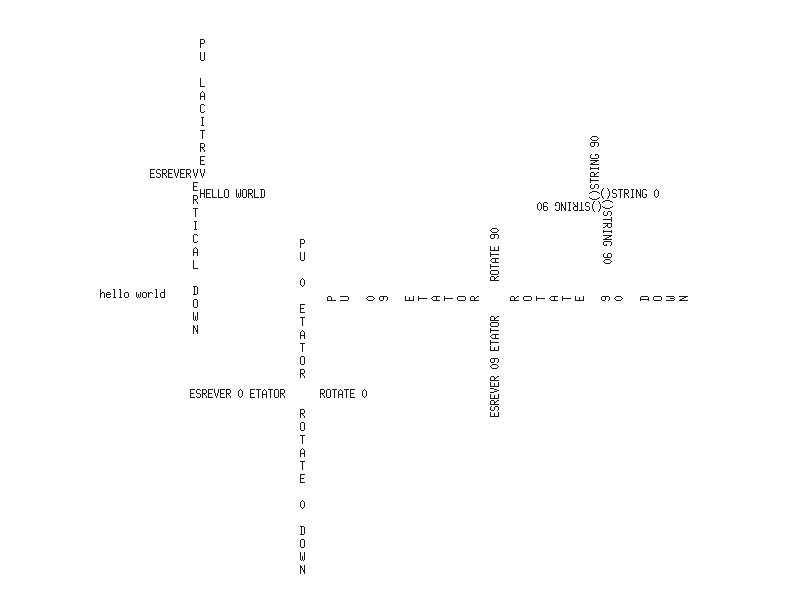 PU LACITREV
ESREVER
VERTICAL DOWN
HELLO WORLD
hello world
()STRING 90
()STRING 0
()STRING 90
()STRING 90
PU 0 ETATOR
ROTATE 90
PU 09 ETATOR
ROTATE 90 DOWN
ESREVER 09 ETATOR
ESREVER 0 ETATOR
ROTATE 0
ROTATE 0 DOWN